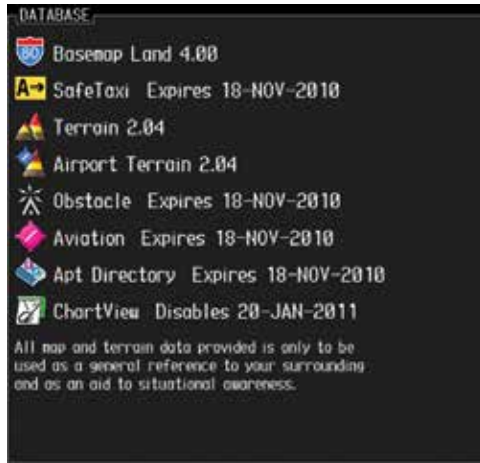 DATABASE
80 Basemap Land 4.00
A→ SafeTaxi Expires 18-NOV-2010
Terrain 2.04
Airport Terrain 2.04
Obstacle Expires 18-NOV-2010
Aviation Expires 18-NOV-2010
Apt Directory Expires 18-NOV-2010
ChartView Disables 20-JAN-2011
All map and terrain data provided is only to be
used as a general reference to your surrounding
and as an aid to situational awareness.